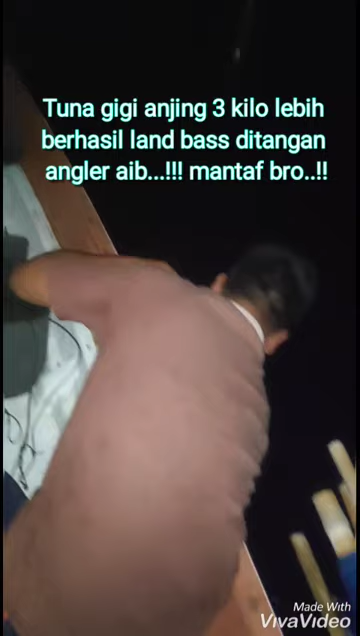 Tuna gigi anjing 3 kilo lebih
berhasil land bass ditangan
angler aib...!!! mantaf bro..!!
Made With
VivaVideo